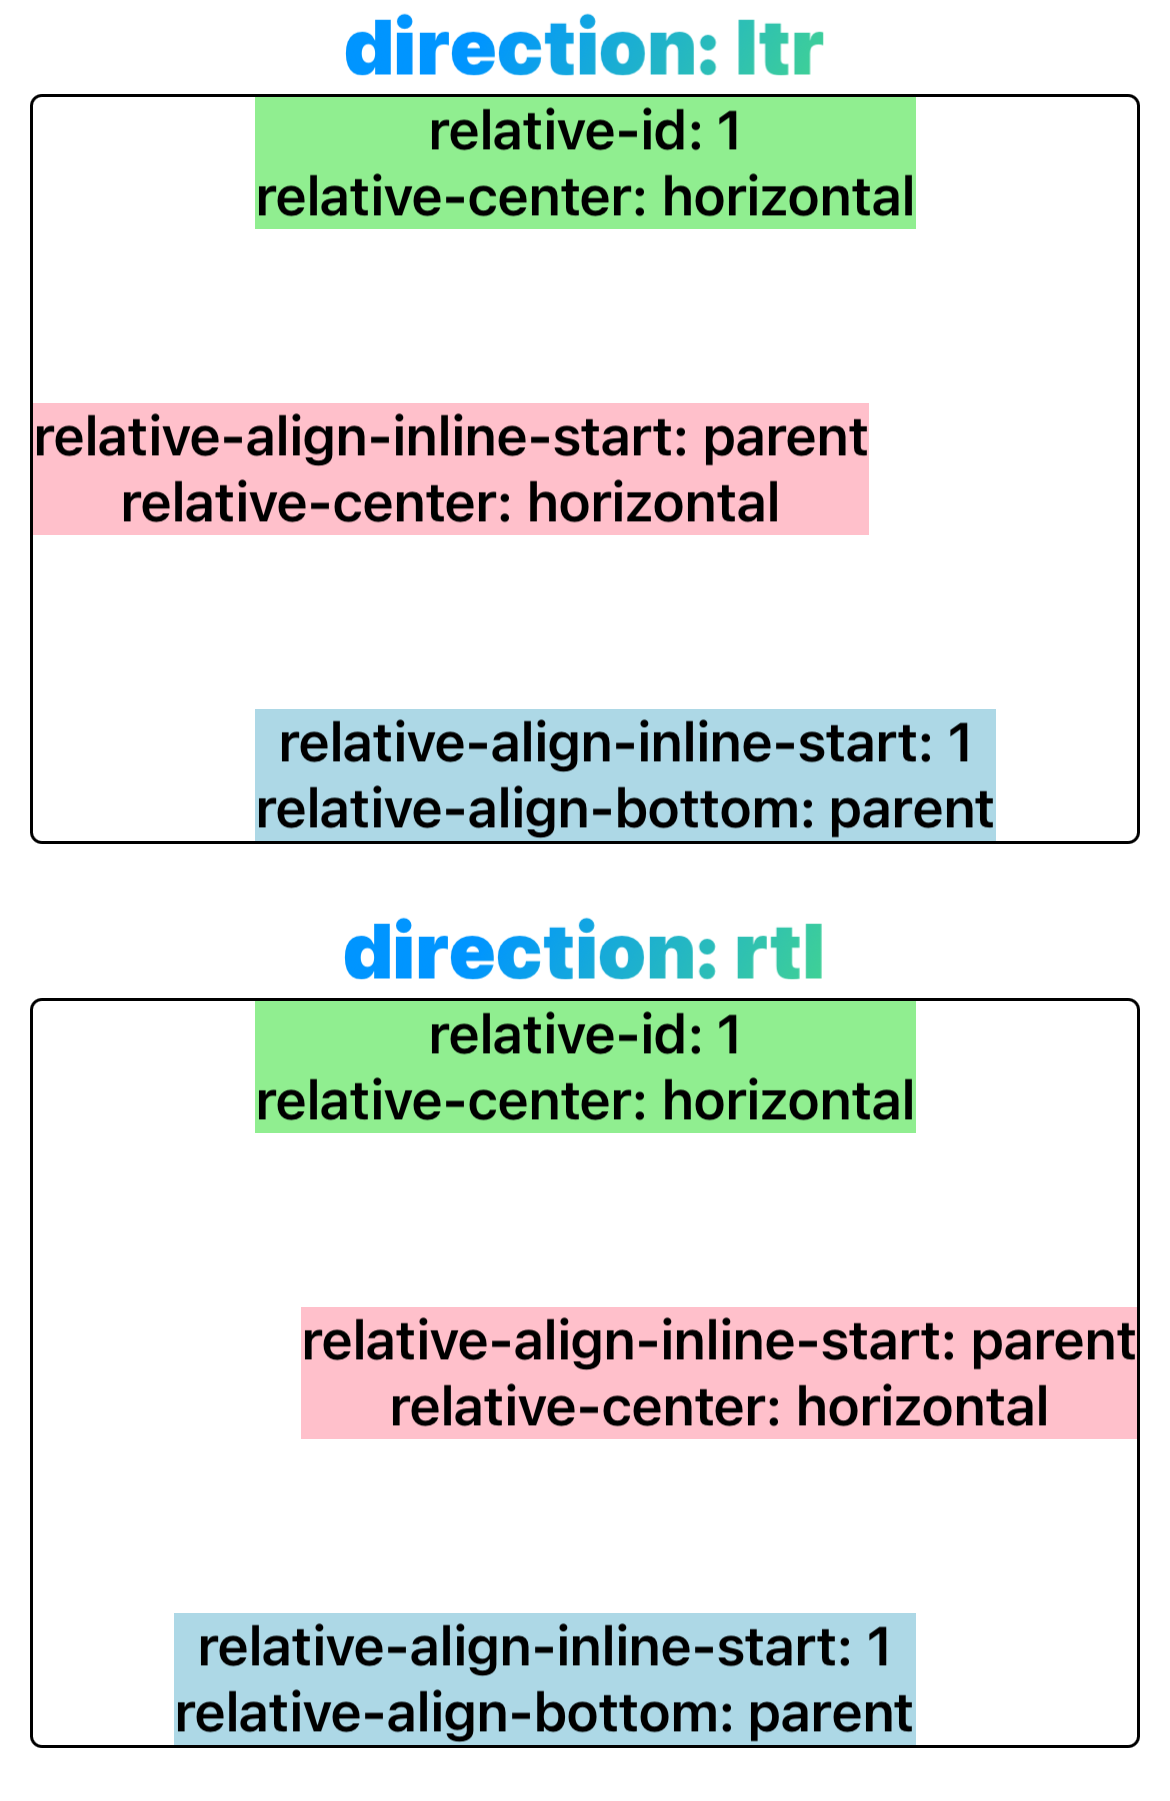 direction: ltr
relative-id: 1
relative-center: horizontal
relative-align-inline-start: parent
relative-center: horizontal
relative-align-inline-start: 1
relative-align-bottom: parent
direction: rtl
relative-id: 1
relative-center: horizontal
relative-align-inline-start: parent
relative-center: horizontal
relative-align-inline-start: 1
relative-align-bottom: parent